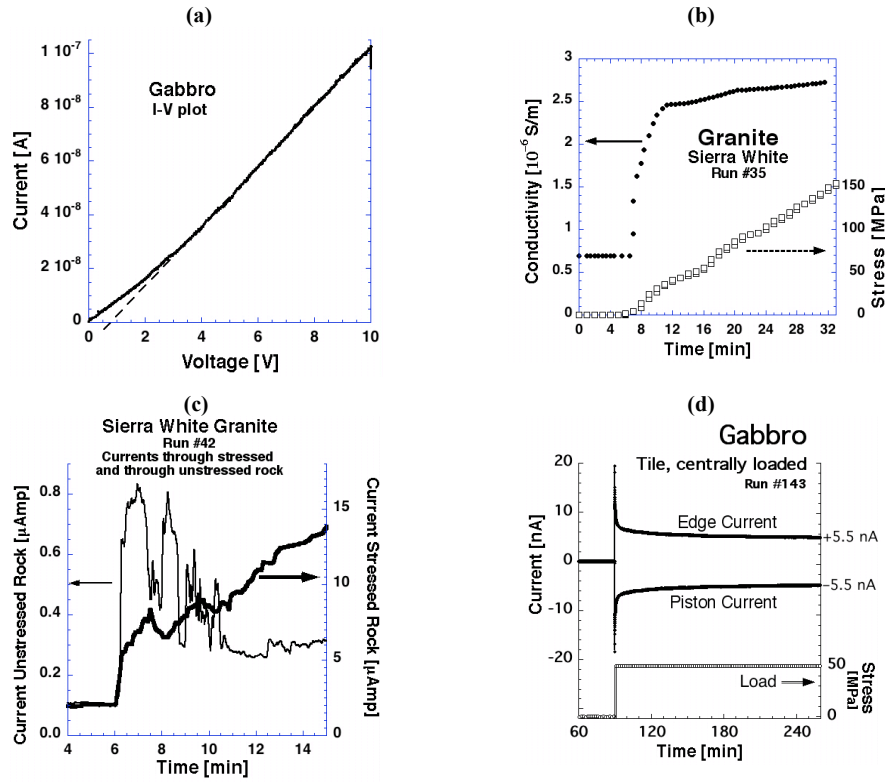 (a)
1 10⁻⁷
8 10⁻⁸
6 10⁻⁸
4 10⁻⁸
2 10⁻⁸
0
Current [A]
Gabbro
I-V plot
0 2 4 6 8 10
Voltage [V]
(b)
3
2.5
2
1.5
1
0.5
0
Conductivity [10⁻⁶ S/m]
Granite
Sierra White
Run #35
150
100
50
0
Stress [MPa]
0 4 8 12 16 20 24 28 32
Time [min]
(c)
Sierra White Granite
Run #42
Currents through stressed
and through unstressed rock
0.8
0.6
0.4
0.2
0.0
Current Unstressed Rock [µAmp]
15
10
5
0
Current Stressed Rock [µAmp]
4 6 8 10 12 14
Time [min]
(d)
Gabbro
Tile, centrally loaded
Run #143
20
10
0
-10
-20
Current [nA]
Edge Current
+5.5 nA
Piston Current
−5.5 nA
Load
50
0
Stress
[MPa]
60 120 180 240
Time [min]